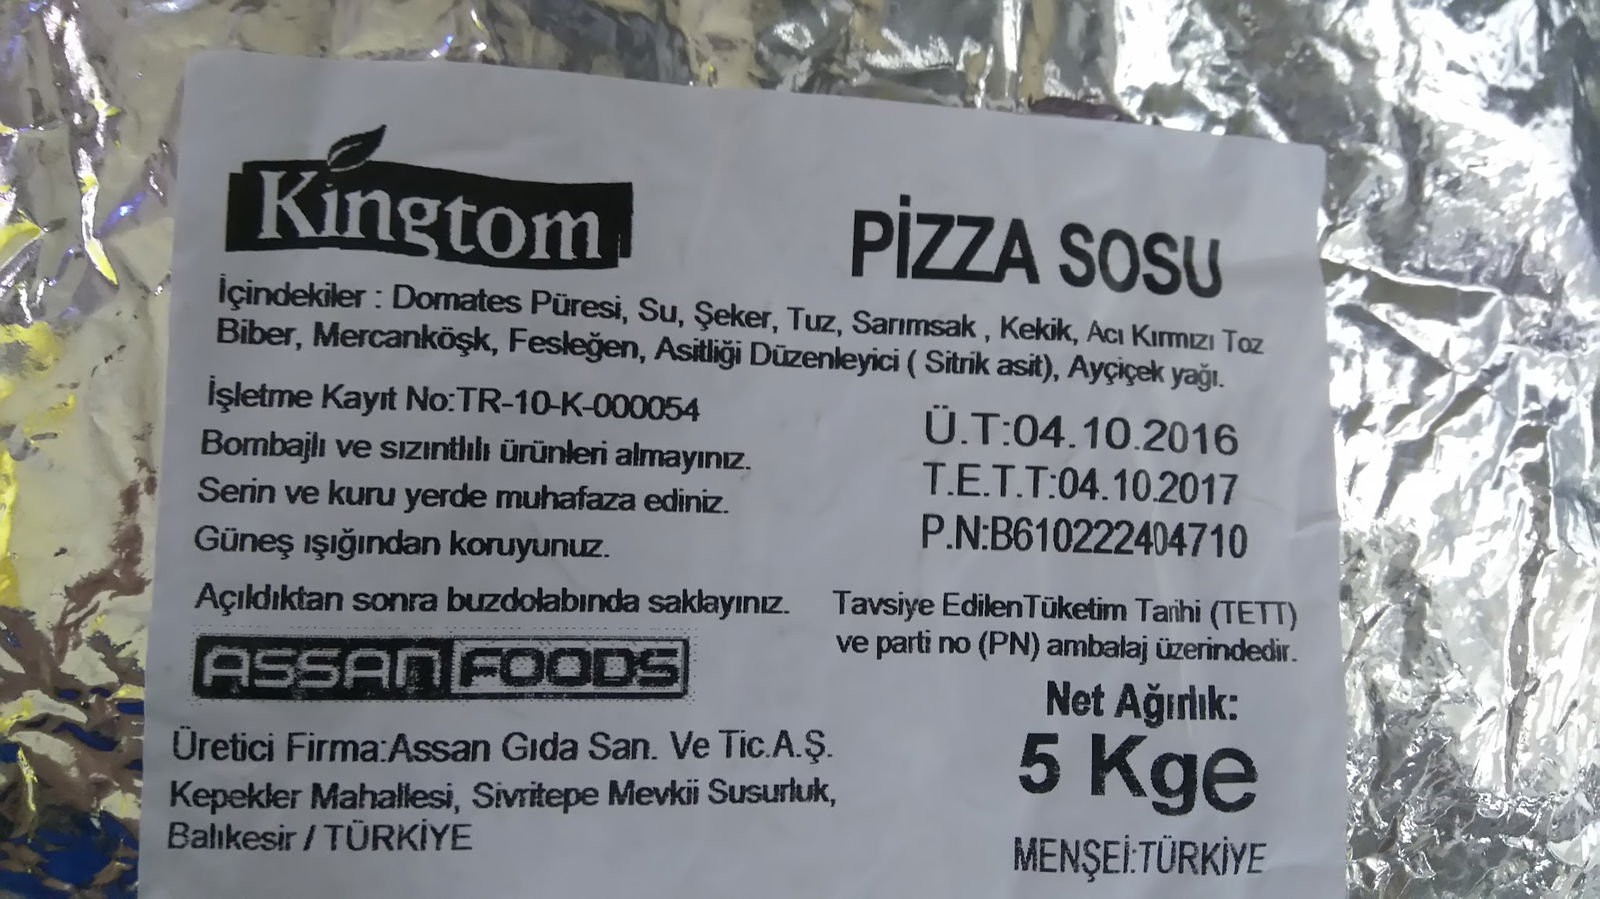 Kingtom
PİZZA SOSU
İçindekiler : Domates Püresi, Su, Şeker, Tuz, Sarımsak , Kekik, Acı Kırmızı Toz
Biber, Mercanköşk, Fesleğen, Asitliği Düzenleyici ( Sitrik asit), Ayçiçek yağı.
İşletme Kayıt No:TR-10-K-000054
Bombajlı ve sızıntılılı ürünleri almayınız.
Serin ve kuru yerde muhafaza ediniz.
Güneş ışığından koruyunuz.
Açıldıktan sonra buzdolabında saklayınız.
Ü.T:04.10.2016
T.E.T.T:04.10.2017
P.N:B610222404710
Tavsiye EdilenTüketim Tarihi (TETT)
ve parti no (PN) ambalaj üzerindedir.
ASSAN FOODS
Üretici Firma:Assan Gıda San. Ve Tic.A.Ş.
Kepekler Mahallesi, Sivritepe Mevkii Susurluk,
Balıkesir / TÜRKİYE
Net Ağırlık:
5 Kge
MENŞEİ:TÜRKİYE